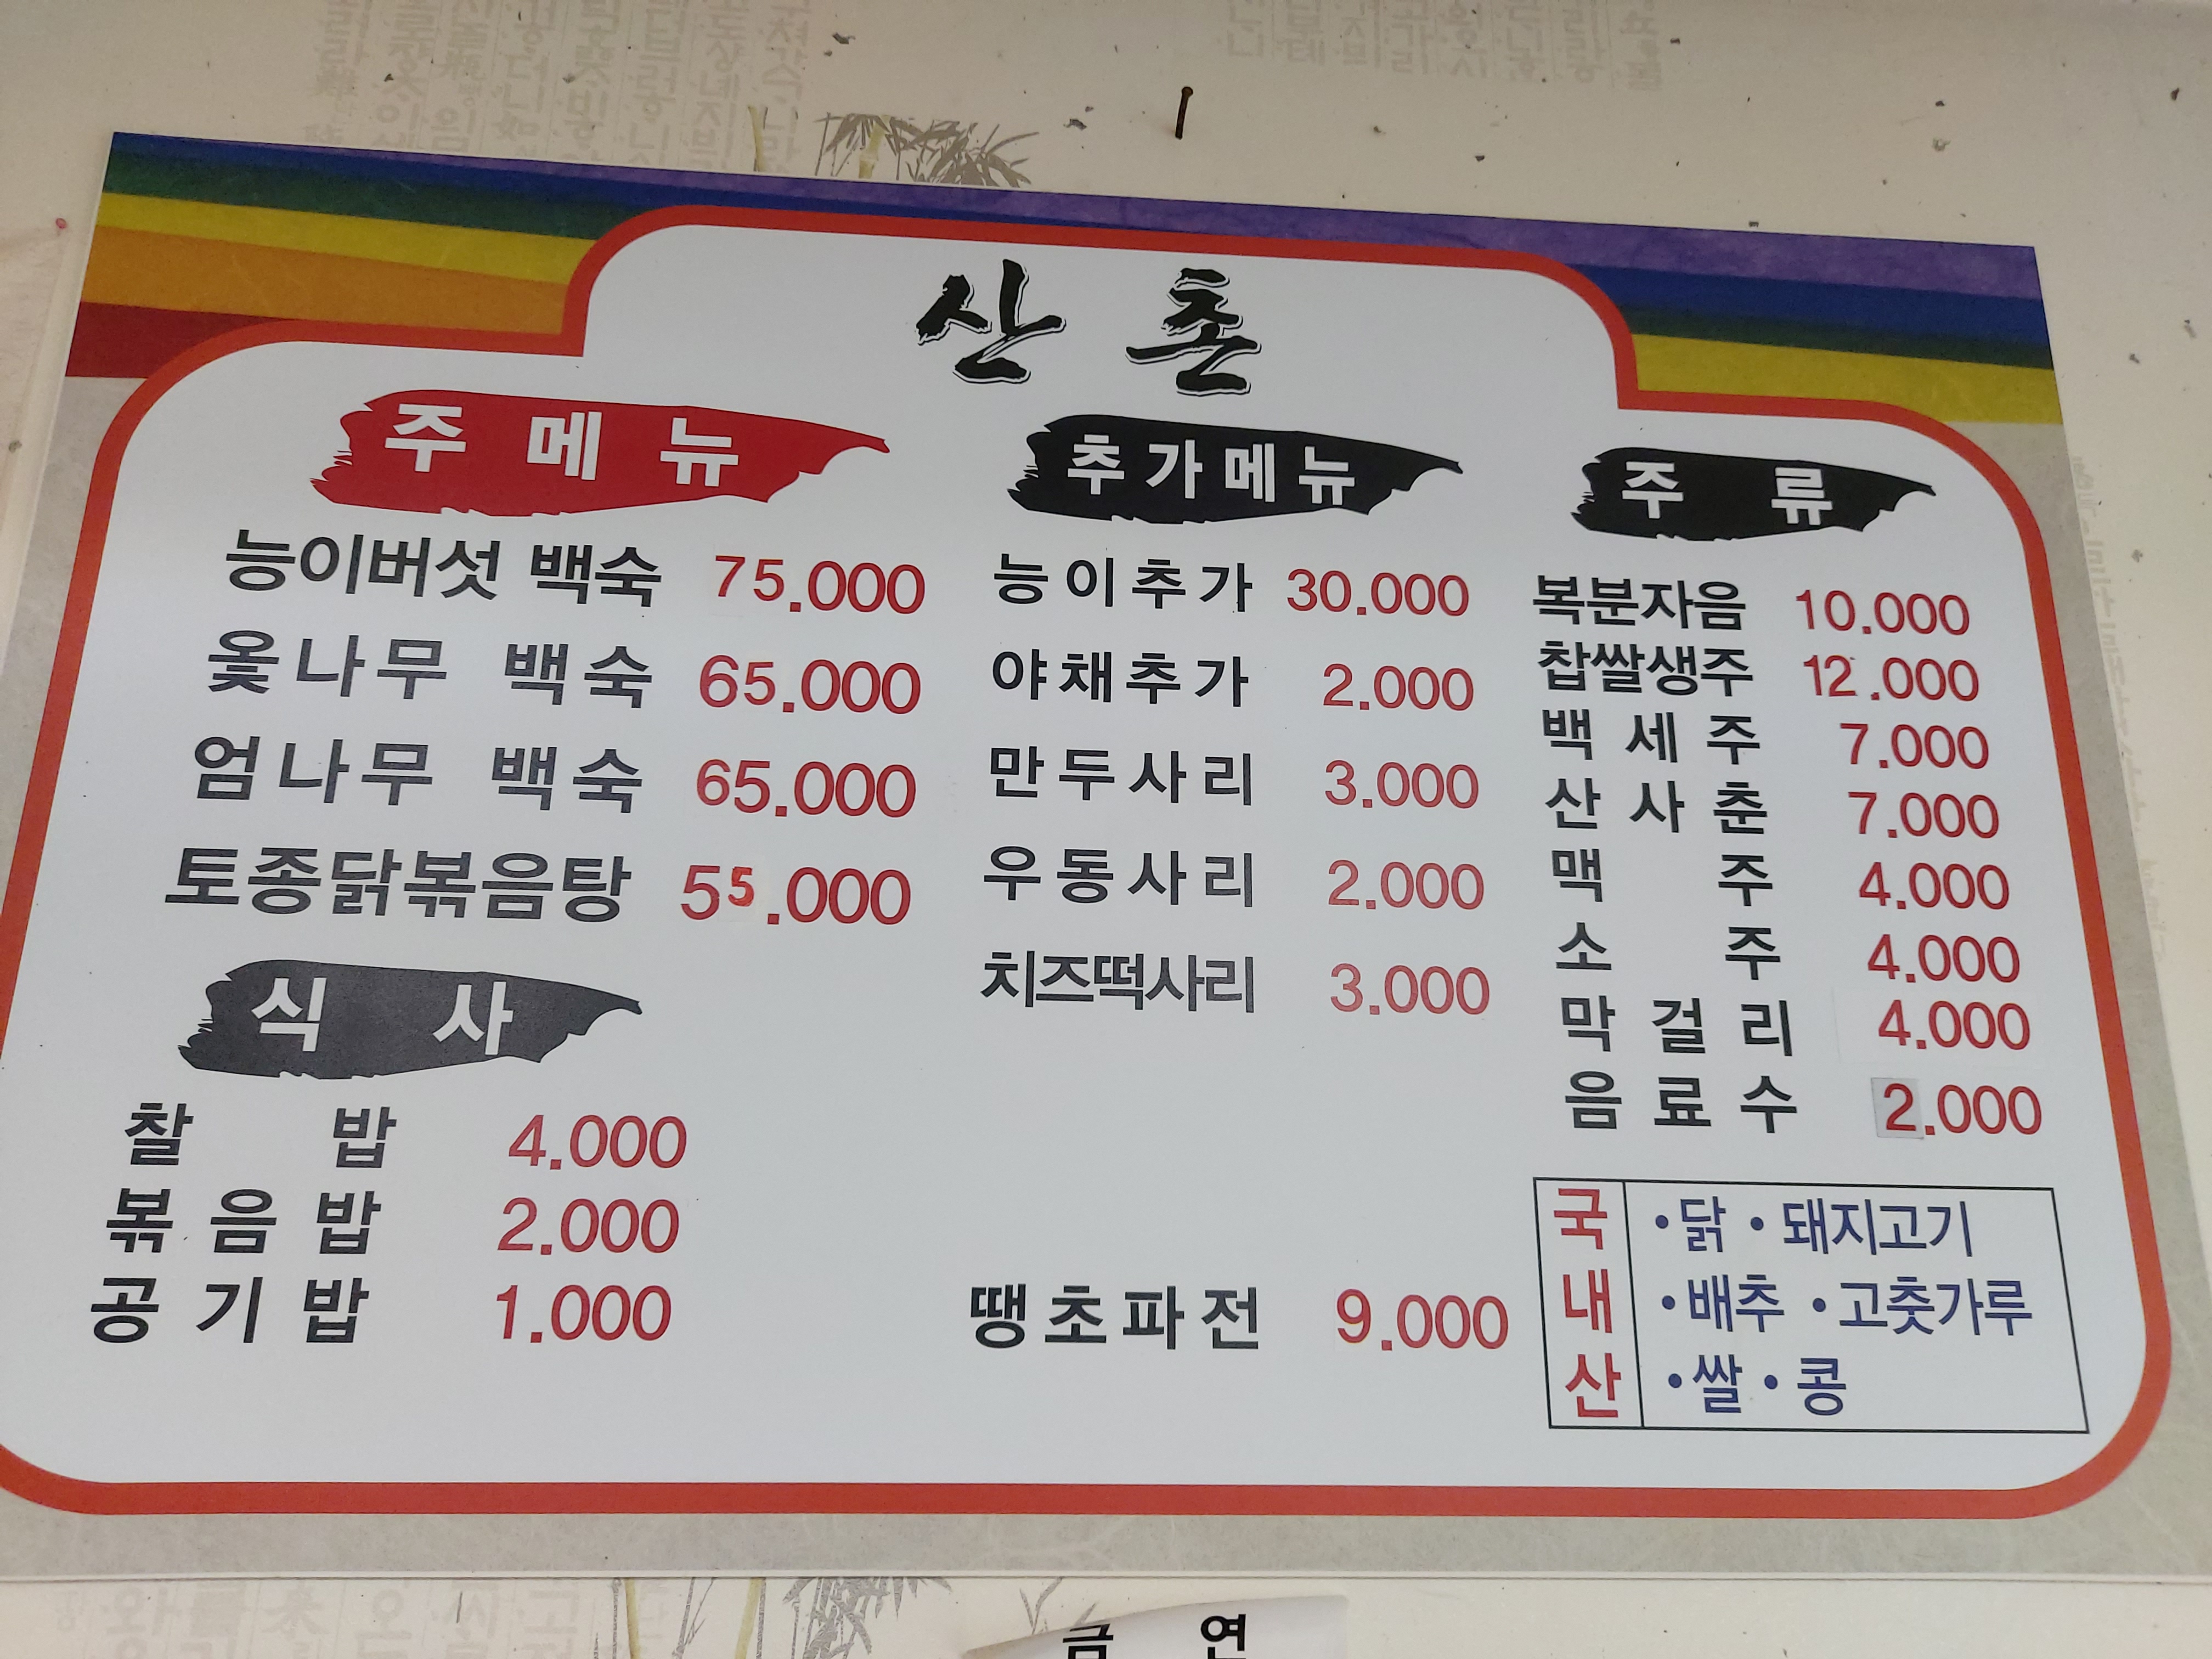 산촌
주메뉴
능이버섯 백숙 75.000
옻나무 백숙 65.000
엄나무 백숙 65.000
토종닭볶음탕 55.000
식사
찰밥 4.000
볶음밥 2.000
공기밥 1.000
추가메뉴
능이추가 30.000
야채추가 2.000
만두사리 3.000
우동사리 2.000
치즈떡사리 3.000
땡초파전 9.000
주류
복분자음 10.000
찹쌀생주 12.000
백세주 7.000
산사춘 7.000
맥주 4.000
소주 4.000
막걸리 4.000
음료수 2.000
국내산
•닭 •돼지고기
•배추 •고춧가루
•쌀 •콩
금연